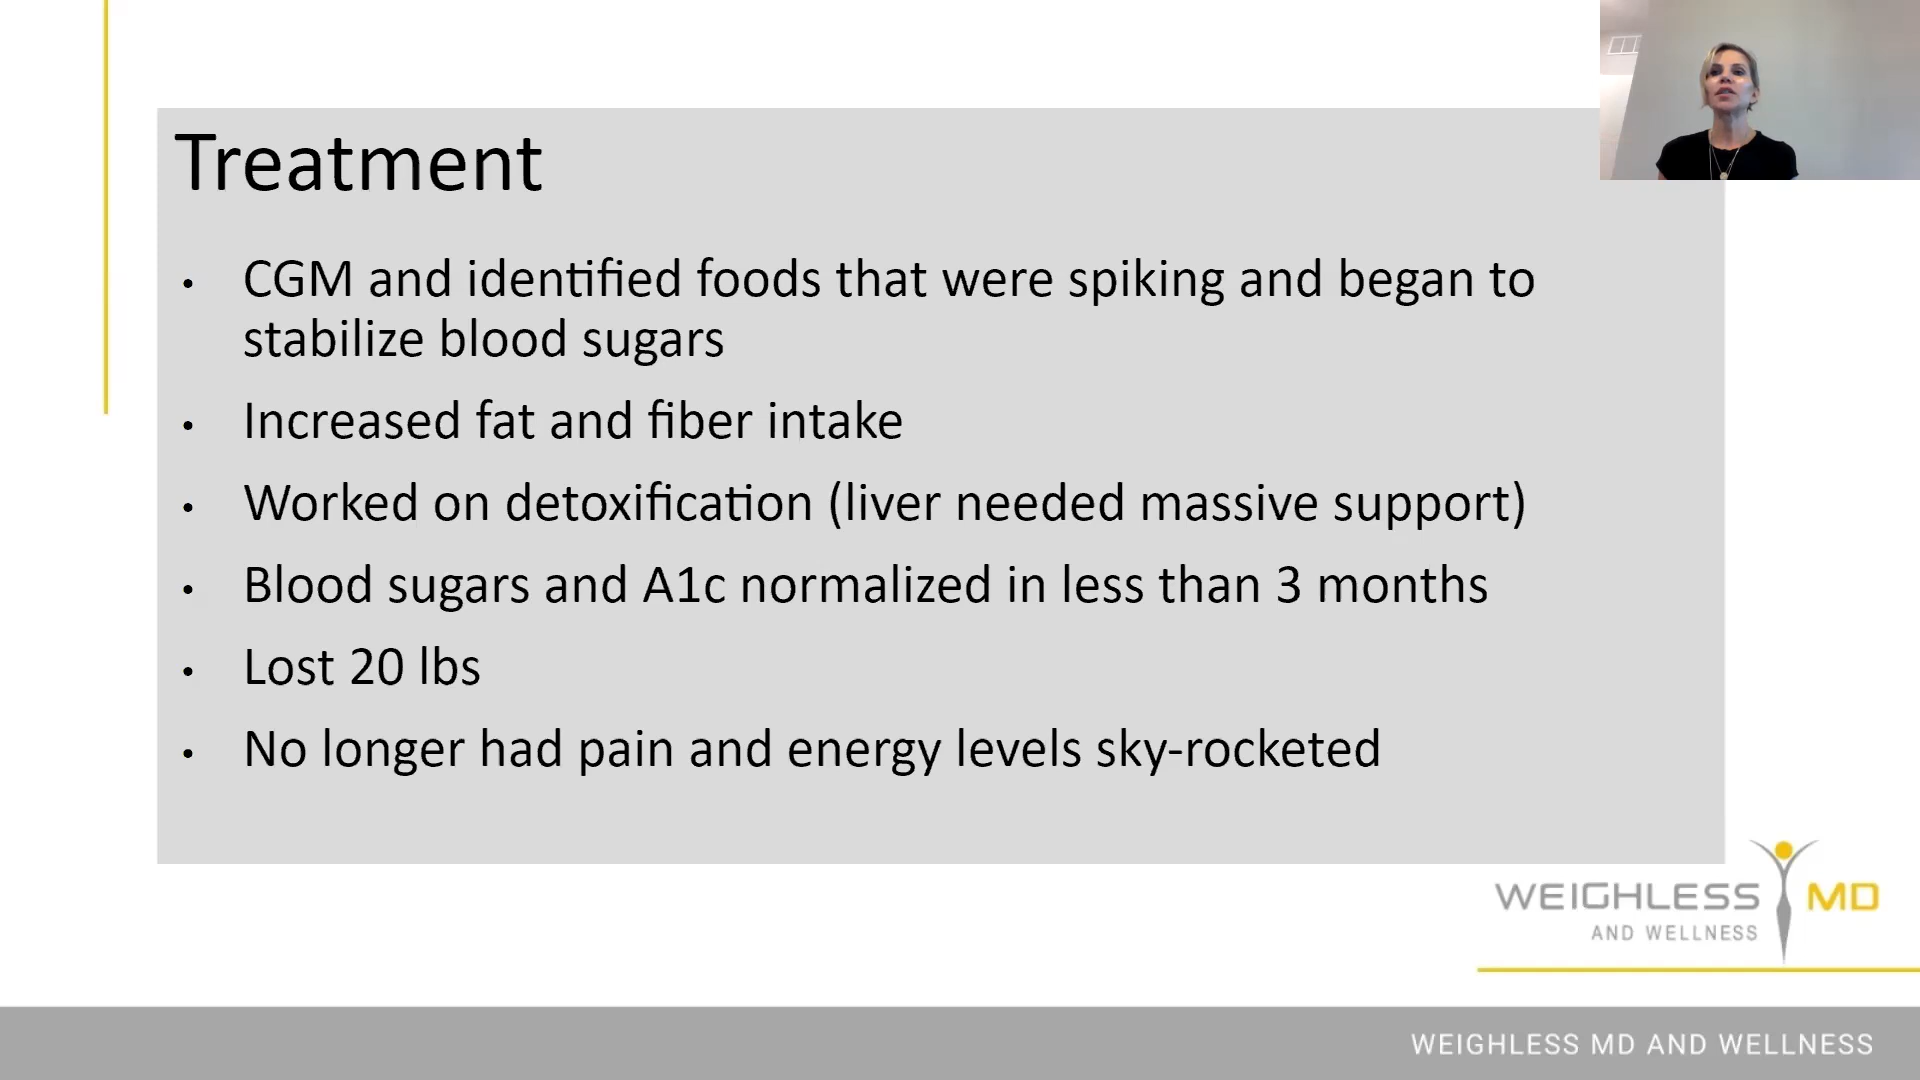 Treatment
• CGM and identified foods that were spiking and began to
stabilize blood sugars
• Increased fat and fiber intake
• Worked on detoxification (liver needed massive support)
• Blood sugars and A1c normalized in less than 3 months
• Lost 20 lbs
• No longer had pain and energy levels sky-rocketed
WEIGHLESS MD
AND WELLNESS
WEIGHLESS MD AND WELLNESS